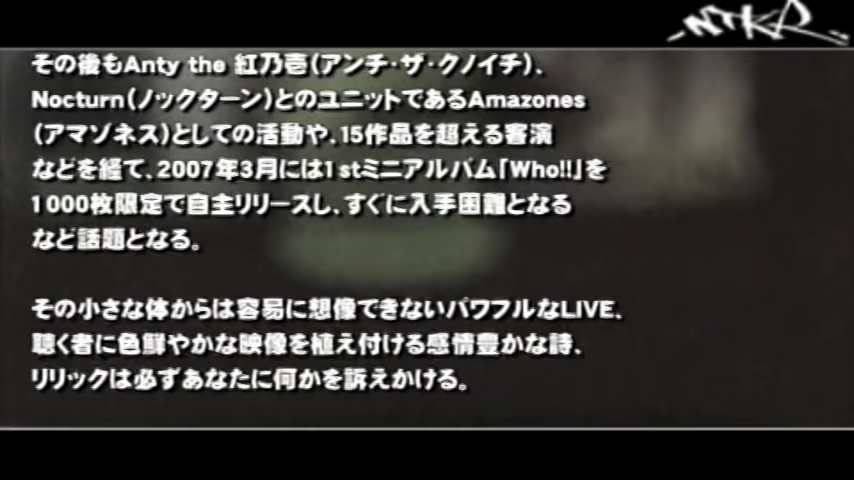 NTKR
その後もAnty the 紅乃壱(アンチ・ザ・クノイチ)、
Nocturn(ノックターン)とのユニットであるAmazones
(アマゾネス)としての活動や、15作品を超える客演
などを経て、2007年3月には1stミニアルバム「Who!!」を
1000枚限定で自主リリースし、すぐに入手困難となる
など話題となる。
その小さな体からは容易に想像できないパワフルなLIVE、
聴く者に色鮮やかな映像を植え付ける感情豊かな詩、
リリックは必ずあなたに何かを訴えかける。